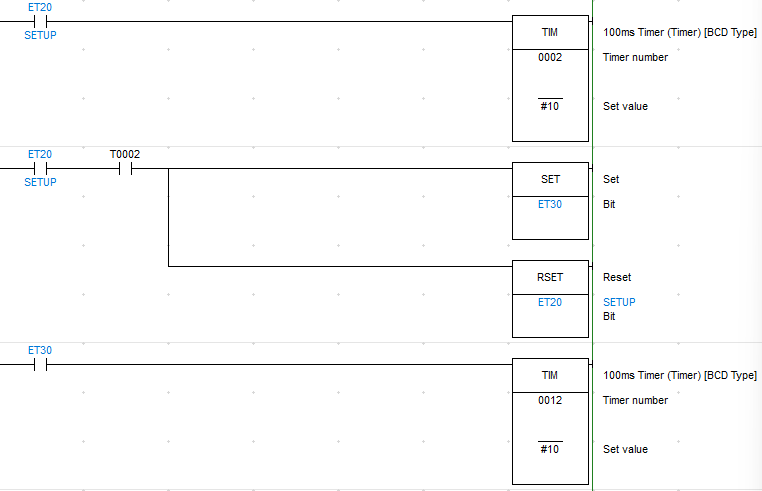 ET20
SETUP
TIM
100ms Timer (Timer) [BCD Type]
0002
Timer number
#10
Set value
ET20
T0002
SETUP
SET
Set
ET30
Bit
RSET
Reset
ET20
SETUP
Bit
ET30
TIM
100ms Timer (Timer) [BCD Type]
0012
Timer number
#10
Set value